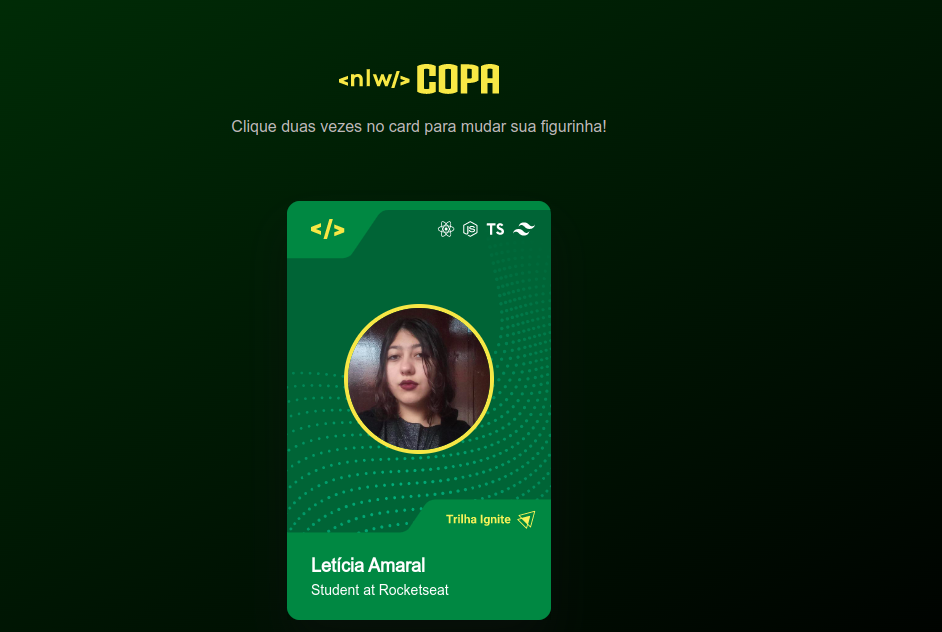 <nlw/> COPA
Clique duas vezes no card para mudar sua figurinha!
</> JS TS
Trilha Ignite
Letícia Amaral
Student at Rocketseat